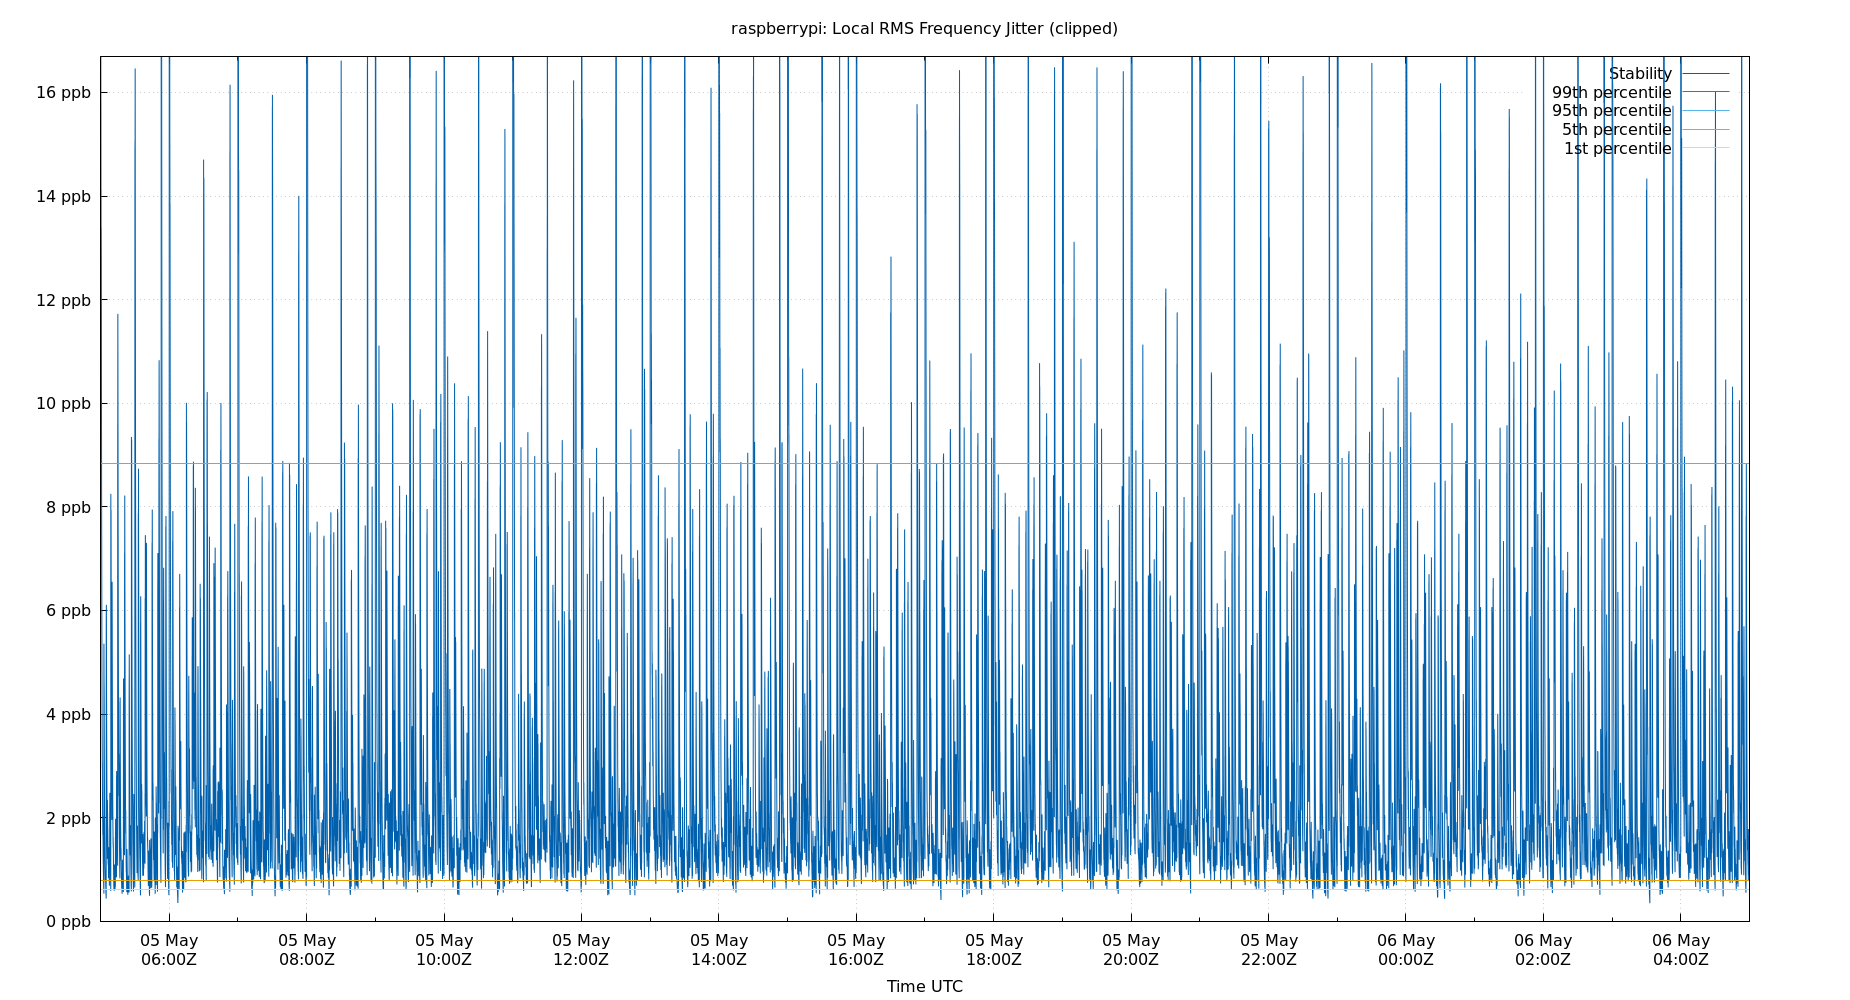 raspberrypi: Local RMS Frequency Jitter (clipped)
Stability
99th percentile
95th percentile
5th percentile
1st percentile
16 ppb
14 ppb
12 ppb
10 ppb
8 ppb
6 ppb
4 ppb
2 ppb
0 ppb
05 May 05 May 05 May 05 May 05 May 05 May 05 May 05 May 05 May 06 May 06 May 06 May
06:00Z 08:00Z 10:00Z 12:00Z 14:00Z 16:00Z 18:00Z 20:00Z 22:00Z 00:00Z 02:00Z 04:00Z
Time UTC